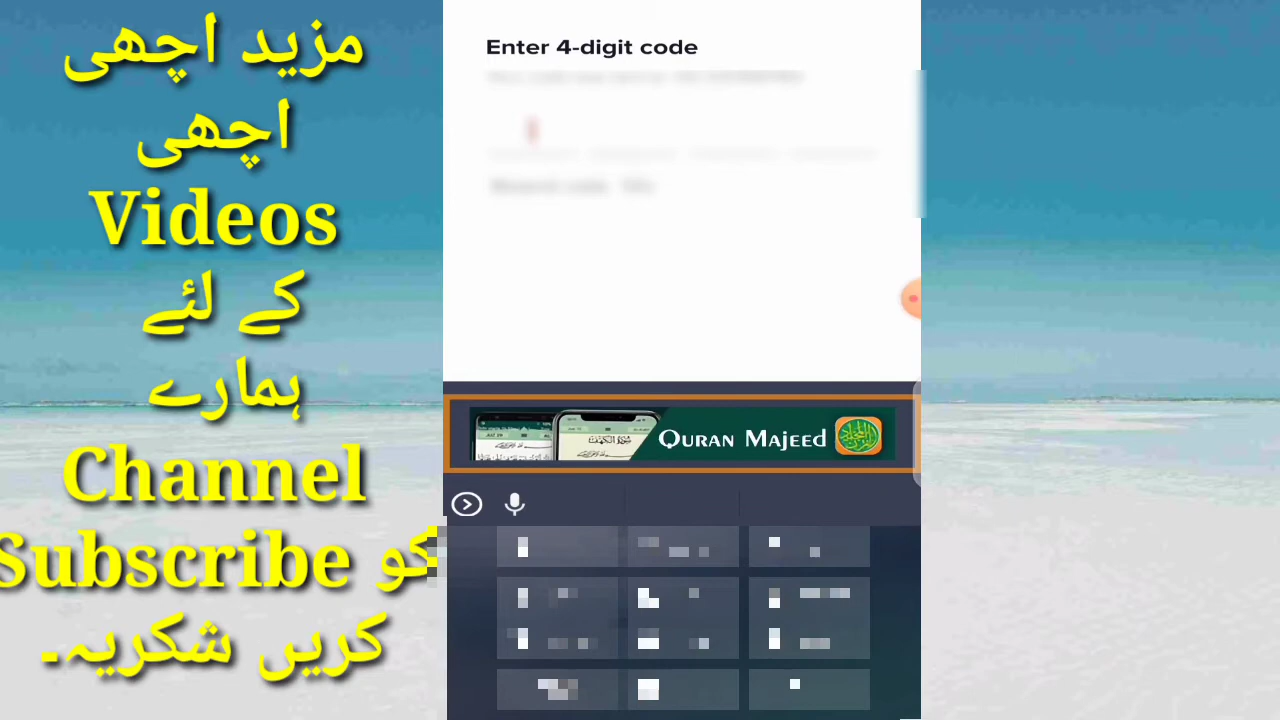 مزید اچھی
اچھی
Videos
کے لئے
ہمارے
Channel
کو Subscribe
کریں شکریہ۔
Enter 4-digit code
QURAN MAJEED